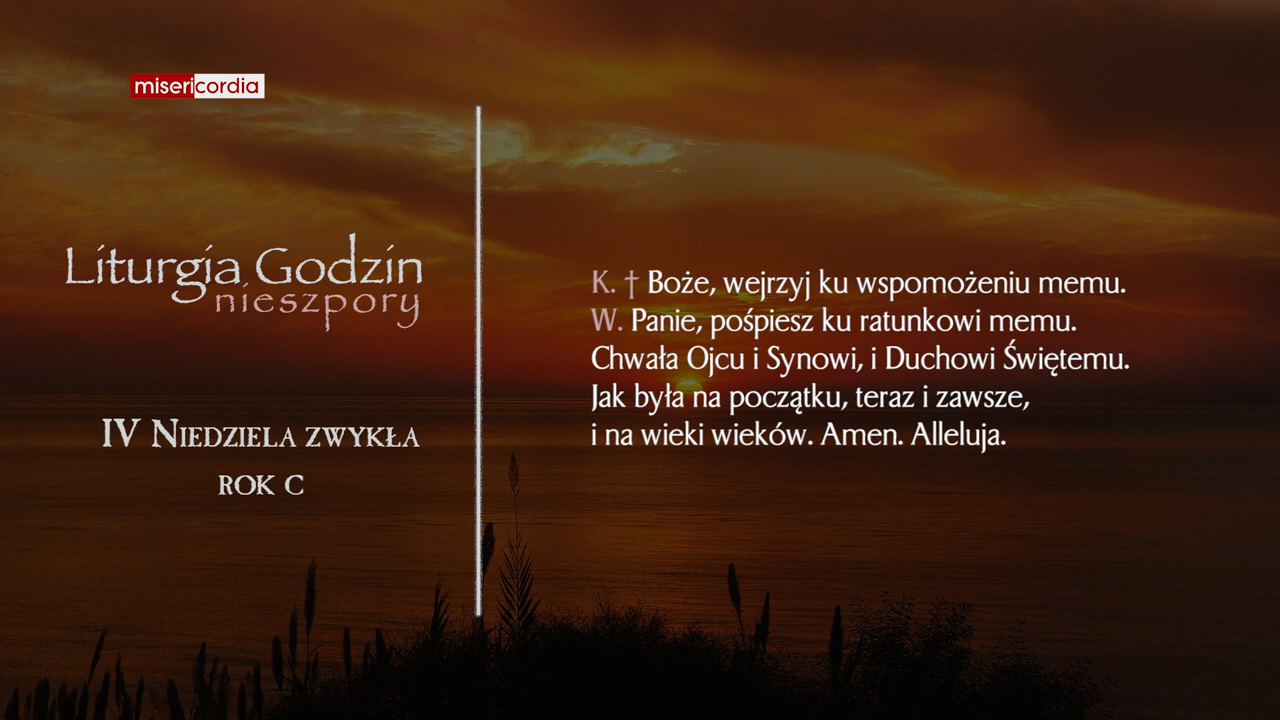 misericordia
Liturgia Godzin
nieszpory
IV Niedziela zwykła
rok C
K. † Boże, wejrzyj ku wspomożeniu memu.
W. Panie, pośpiesz ku ratunkowi memu.
Chwała Ojcu i Synowi, i Duchowi Świętemu.
Jak była na początku, teraz i zawsze,
i na wieki wieków. Amen. Alleluja.